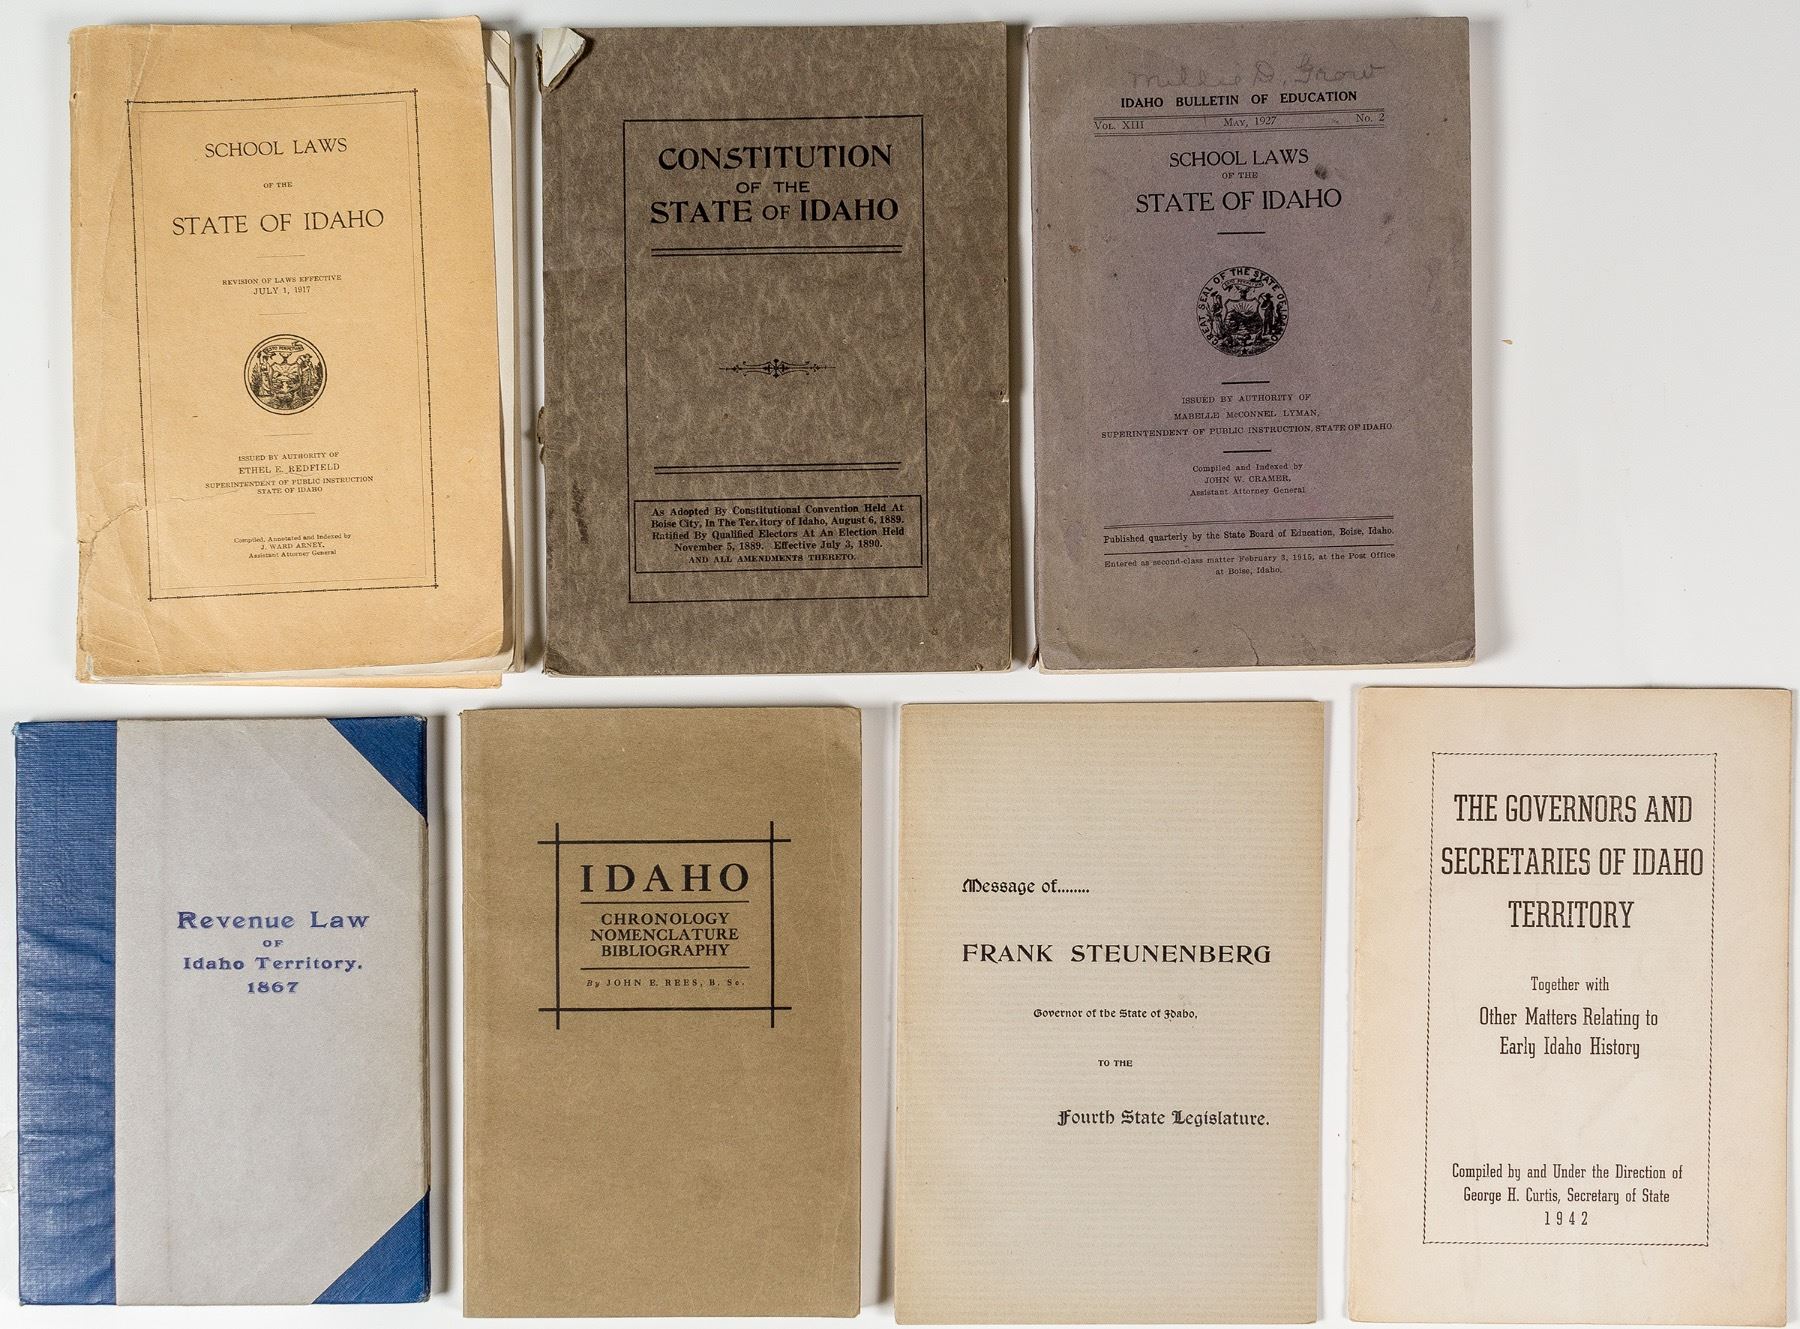 SCHOOL LAWS
OF THE
STATE OF IDAHO
REVISION OF LAWS EFFECTIVE
JULY 1, 1917
ISSUED BY AUTHORITY OF
ETHEL E. REDFIELD
SUPERINTENDENT OF PUBLIC INSTRUCTION
STATE OF IDAHO
Compiled, Annotated and Indexed by
J. WARD ARNEY,
Assistant Attorney General
CONSTITUTION
OF THE
STATE OF IDAHO
As Adopted By Constitutional Convention Held At
Boise City, In The Territory of Idaho, August 6, 1889.
Ratified By Qualified Electors At An Election Held
November 5, 1889. Effective July 3, 1890.
AND ALL AMENDMENTS THERETO.
Millie D. Grow
IDAHO BULLETIN OF EDUCATION
VOL. XIII MAY, 1927 No. 2
SCHOOL LAWS
OF THE
STATE OF IDAHO
GREAT SEAL OF THE STATE OF IDAHO
ISSUED BY AUTHORITY OF
MABELLE McCONNEL LYMAN,
SUPERINTENDENT OF PUBLIC INSTRUCTION, STATE OF IDAHO
Compiled and Indexed by
JOHN W. CRAMER,
Assistant Attorney General
Published quarterly by the State Board of Education, Boise, Idaho.
Entered as second-class matter February 3, 1915, at the Post Office
at Boise, Idaho.
Revenue Law
OF
Idaho Territory.
1867
IDAHO
CHRONOLOGY
NOMENCLATURE
BIBLIOGRAPHY
By JOHN E. REES, B. Sc.
Message of........
FRANK STEUNENBERG
Governor of the State of Idaho,
TO THE
Fourth State Legislature.
THE GOVERNORS AND
SECRETARIES OF IDAHO
TERRITORY
Together with
Other Matters Relating to
Early Idaho History
Compiled by and Under the Direction of
George H. Curtis, Secretary of State
1942